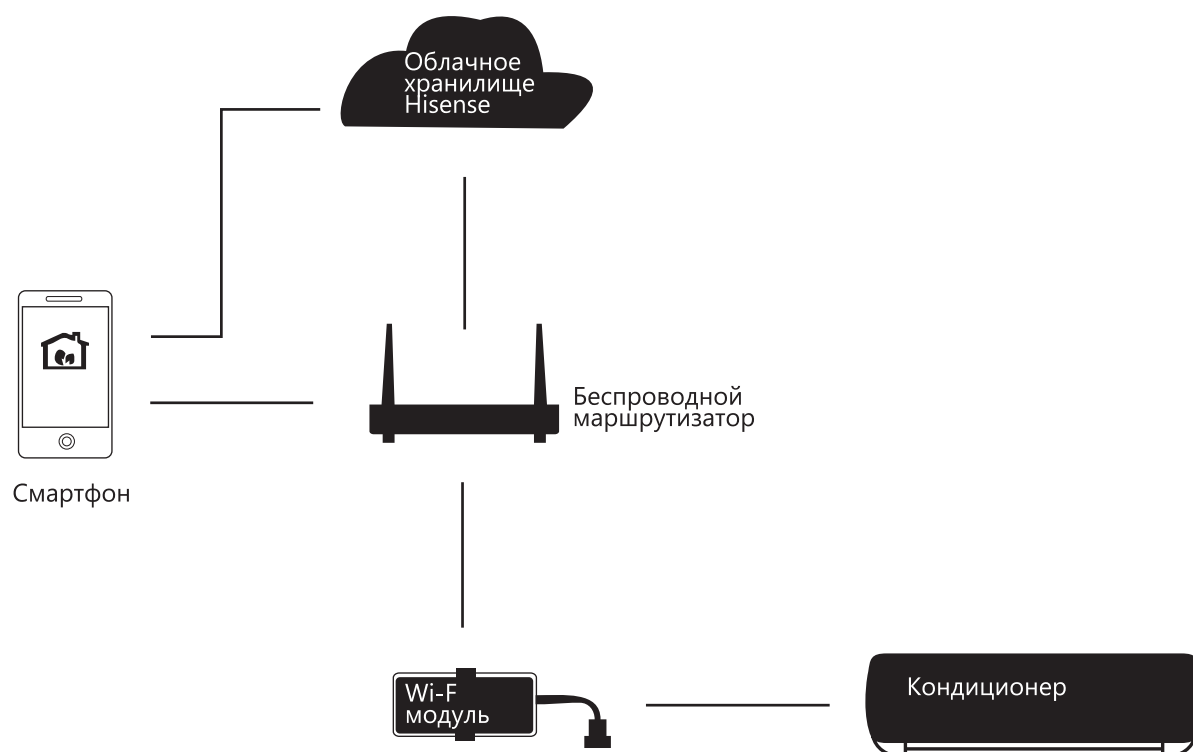 Облачное
хранилище
Hisense
Беспроводной
маршрутизатор
Смартфон
Wi-F
модуль
Кондиционер